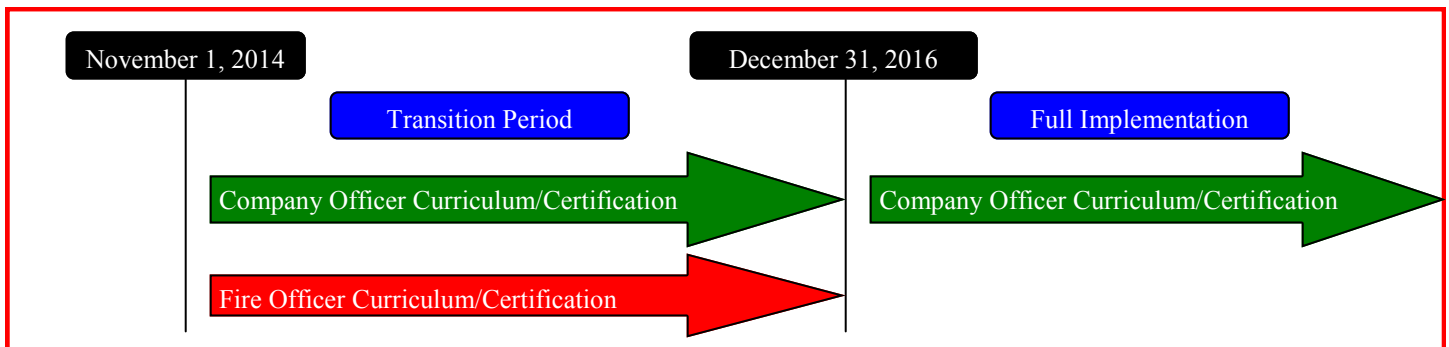 November 1, 2014
December 31, 2016
Transition Period
Full Implementation
Company Officer Curriculum/Certification
Company Officer Curriculum/Certification
Fire Officer Curriculum/Certification